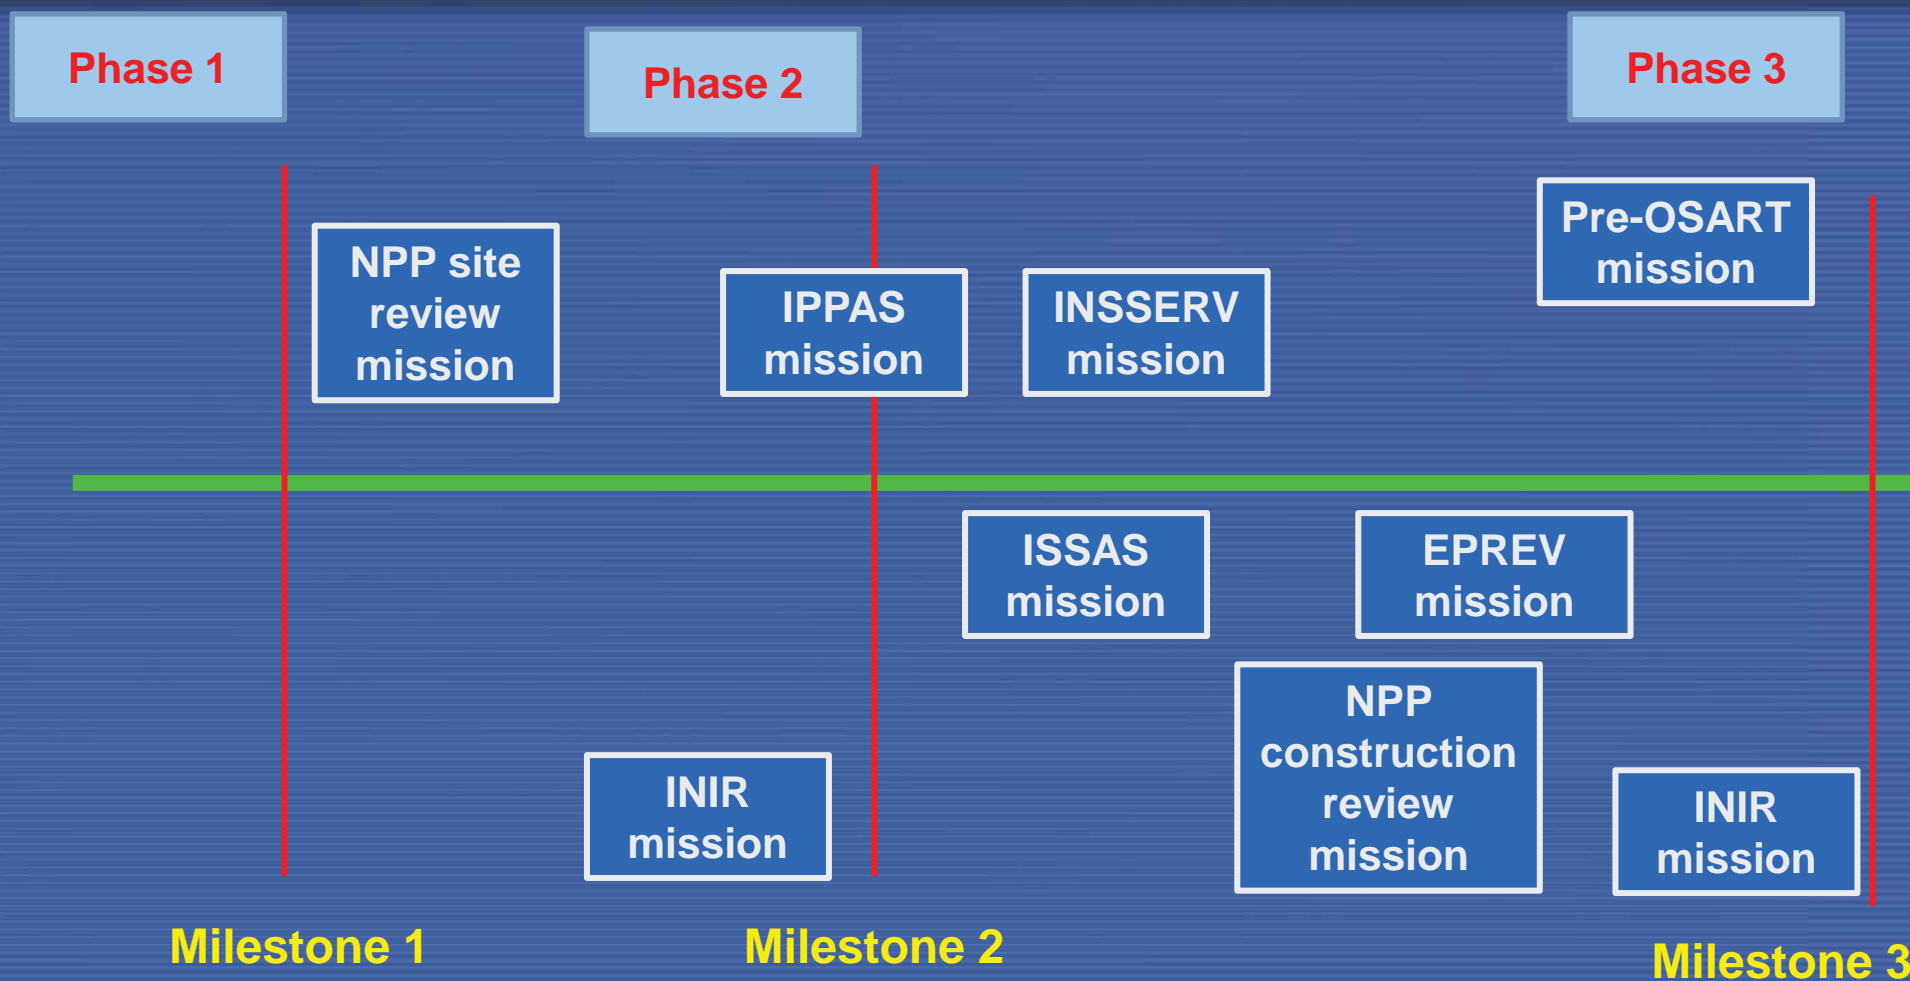 Phase 1
Phase 2
Phase 3
NPP site
review
mission
IPPAS
mission
INSSERV
mission
Pre-OSART
mission
ISSAS
mission
EPREV
mission
INIR
mission
NPP
construction
review
mission
INIR
mission
Milestone 1
Milestone 2
Milestone 3